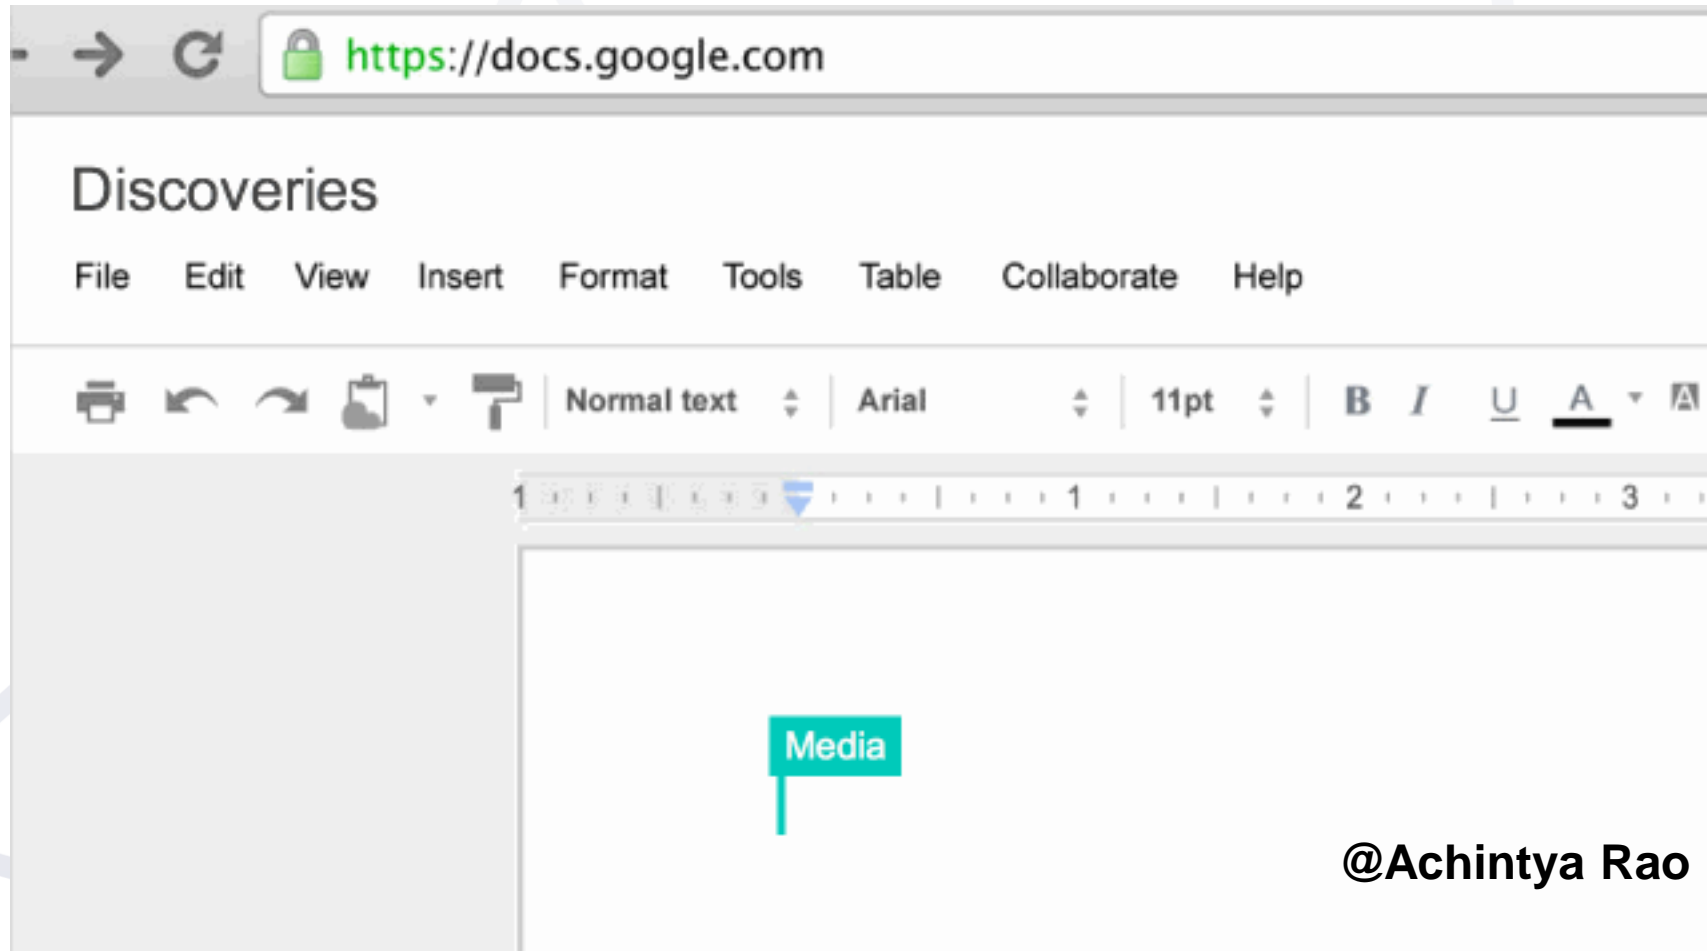 https://docs.google.com
Discoveries
File Edit View Insert Format Tools Table Collaborate Help
Normal text Arial 11pt B I U A A
1 1 2 3
Media
@Achintya Rao